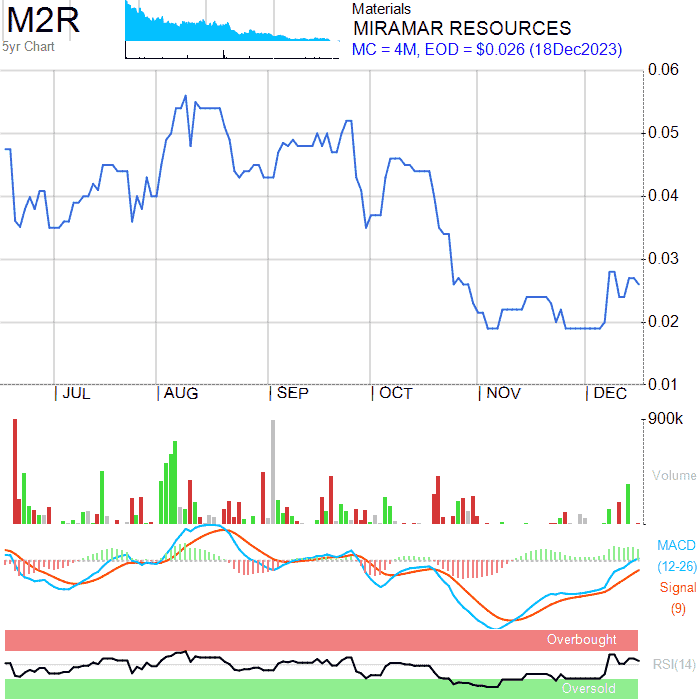 M2R
5yr Chart
Materials
MIRAMAR RESOURCES
MC = 4M, EOD = $0.026 (18Dec2023)
0.06
0.05
0.04
0.03
0.02
0.01
JUL AUG SEP OCT NOV DEC
900k
Volume
MACD
(12-26)
Signal
(9)
Overbought
RSI(14)
Oversold